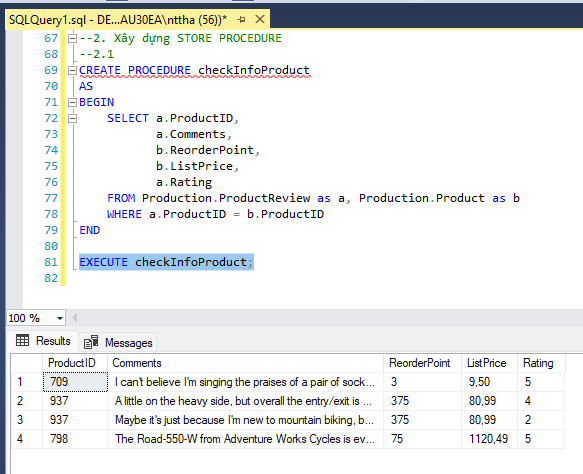 SQLQuery1.sql - DE...AU30EA\nttha (56))*
67 --2. Xây dựng STORE PROCEDURE
68 --2.1
69 CREATE PROCEDURE checkInfoProduct
70 AS
71 BEGIN
72 SELECT a.ProductID,
73 a.Comments,
74 b.ReorderPoint,
75 b.ListPrice,
76 a.Rating
77 FROM Production.ProductReview as a, Production.Product as b
78 WHERE a.ProductID = b.ProductID
79 END
80
81 EXECUTE checkInfoProduct;
82
100 %
Results Messages
ProductID Comments ReorderPoint ListPrice Rating
1 709 I can't believe I'm singing the praises of a pair of sock... 3 9,50 5
2 937 A little on the heavy side, but overall the entry/exit is ... 375 80,99 4
3 937 Maybe it's just because I'm new to mountain biking, b... 375 80,99 2
4 798 The Road-550-W from Adventure Works Cycles is ev... 75 1120,49 5